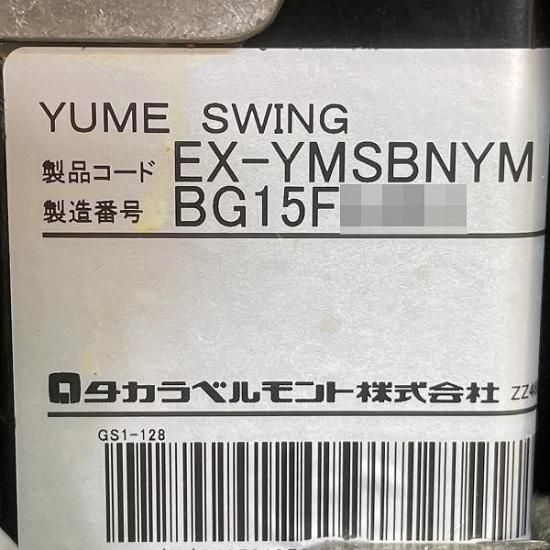 YUME SWING
製品コード EX-YMSBNYM
製造番号 BG15F
タカラベルモント株式会社 ZZ4
GS1-128